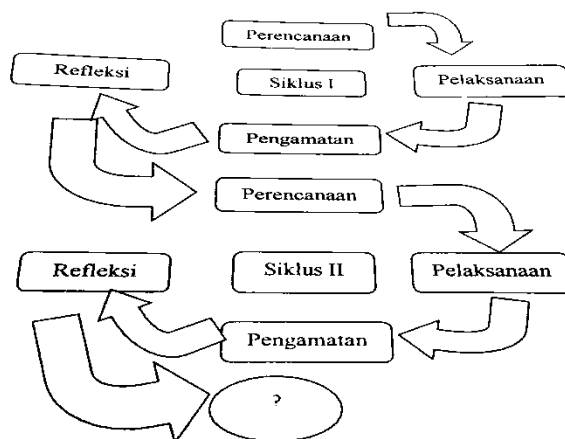 Perencanaan
Refleksi
Siklus I
Pelaksanaan
Pengamatan
Perencanaan
Refleksi
Siklus II
Pelaksanaan
Pengamatan
?